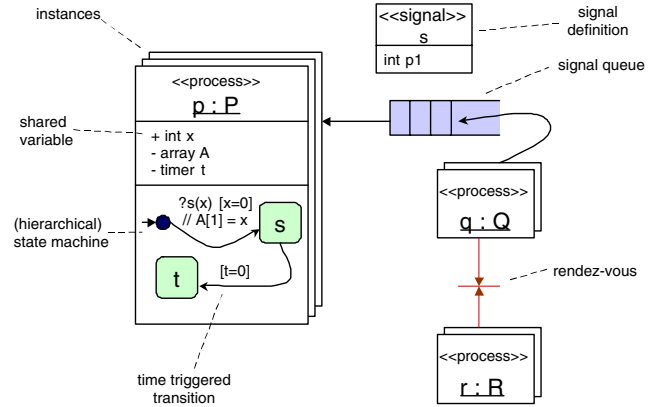 instances
<<signal>>
s
int p1
signal
definition
signal queue
<<process>>
p : P
shared
variable
+ int x
- array A
- timer t
(hierarchical)
state machine
?s(x) [x=0]
// A[1] = x
s
t
[t=0]
time triggered
transition
<<process>>
q : Q
rendez-vous
<<process>>
r : R